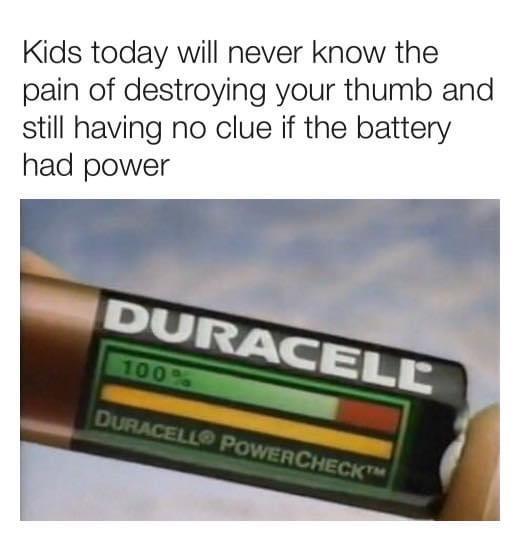 Kids today will never know the
pain of destroying your thumb and
still having no clue if the battery
had power
DURACELL
100%
DURACELL® POWERCHECK™